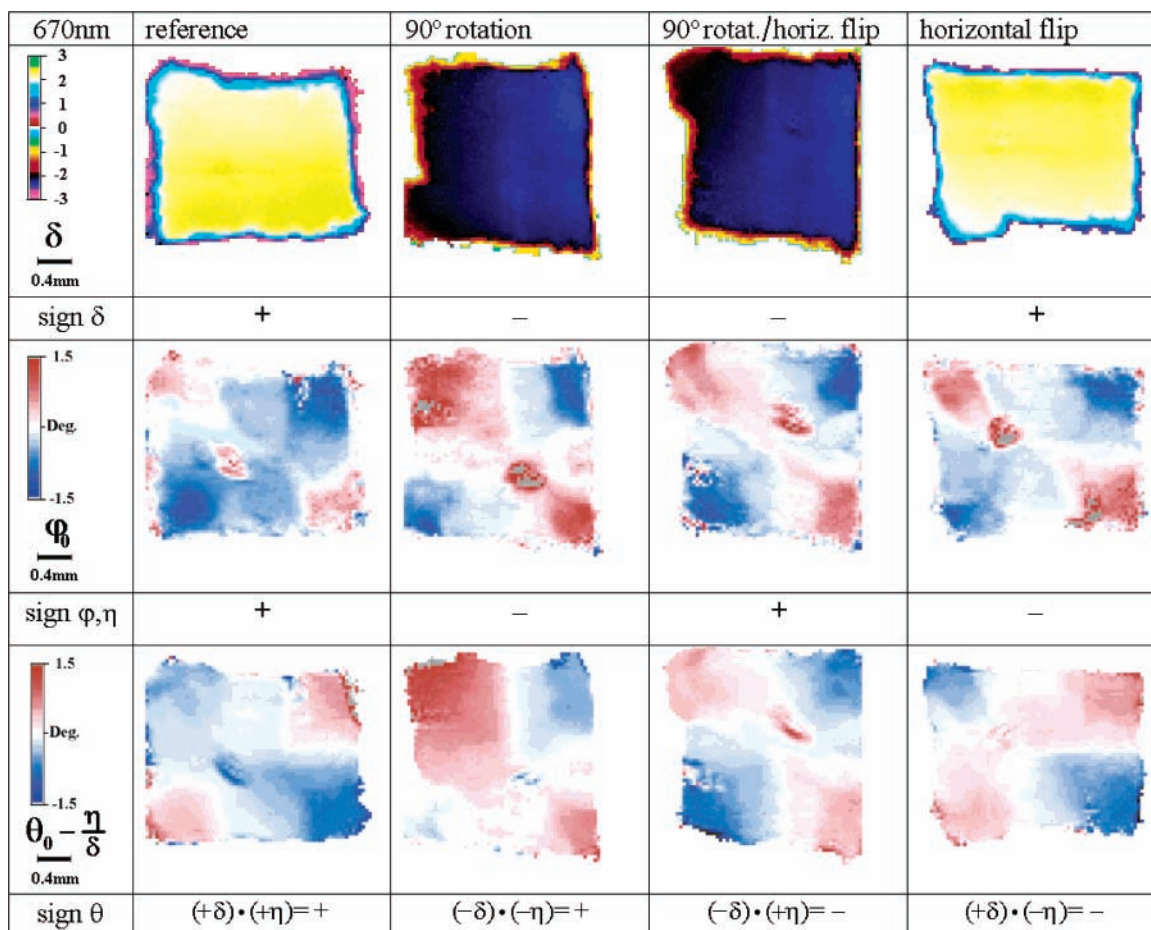 670nm reference 90° rotation 90° rotat./horiz. flip horizontal flip
3
2
1
0
-1
-2
-3
δ
0.4mm
sign δ + − − +
1.5
Deg.
-1.5
φ₀
0.4mm
sign φ,η + − + −
1.5
Deg.
-1.5
θ₀ − η/δ
0.4mm
sign θ (+δ)•(+η)=+ (−δ)•(−η)=+ (−δ)•(+η)=− (+δ)•(−η)=−